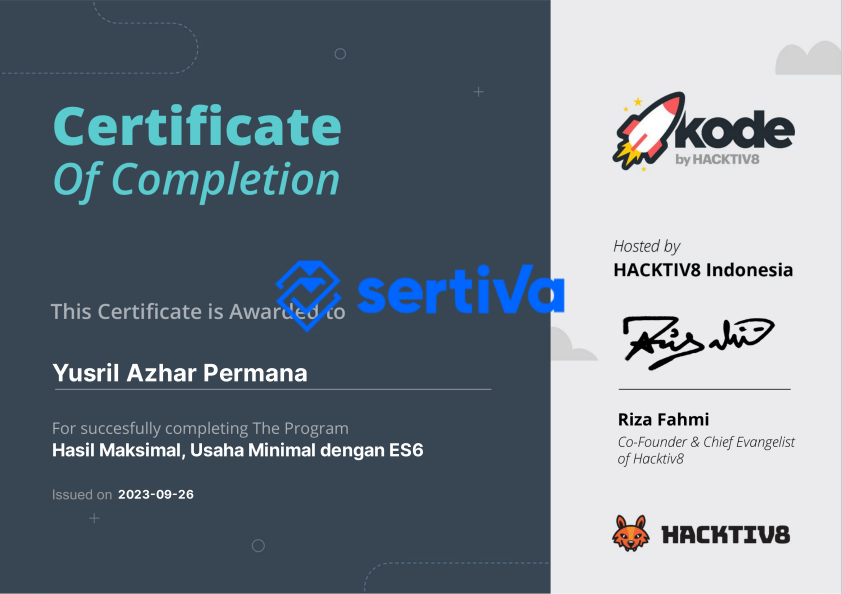 Certificate
Of Completion
kode
by HACKTIV8
Hosted by
HACKTIV8 Indonesia
sertiva
This Certificate is Awarded to
Yusril Azhar Permana
For succesfully completing The Program
Hasil Maksimal, Usaha Minimal dengan ES6
Issued on 2023-09-26
Riza Fahmi
Co-Founder & Chief Evangelist
of Hacktiv8
HACKTIV8